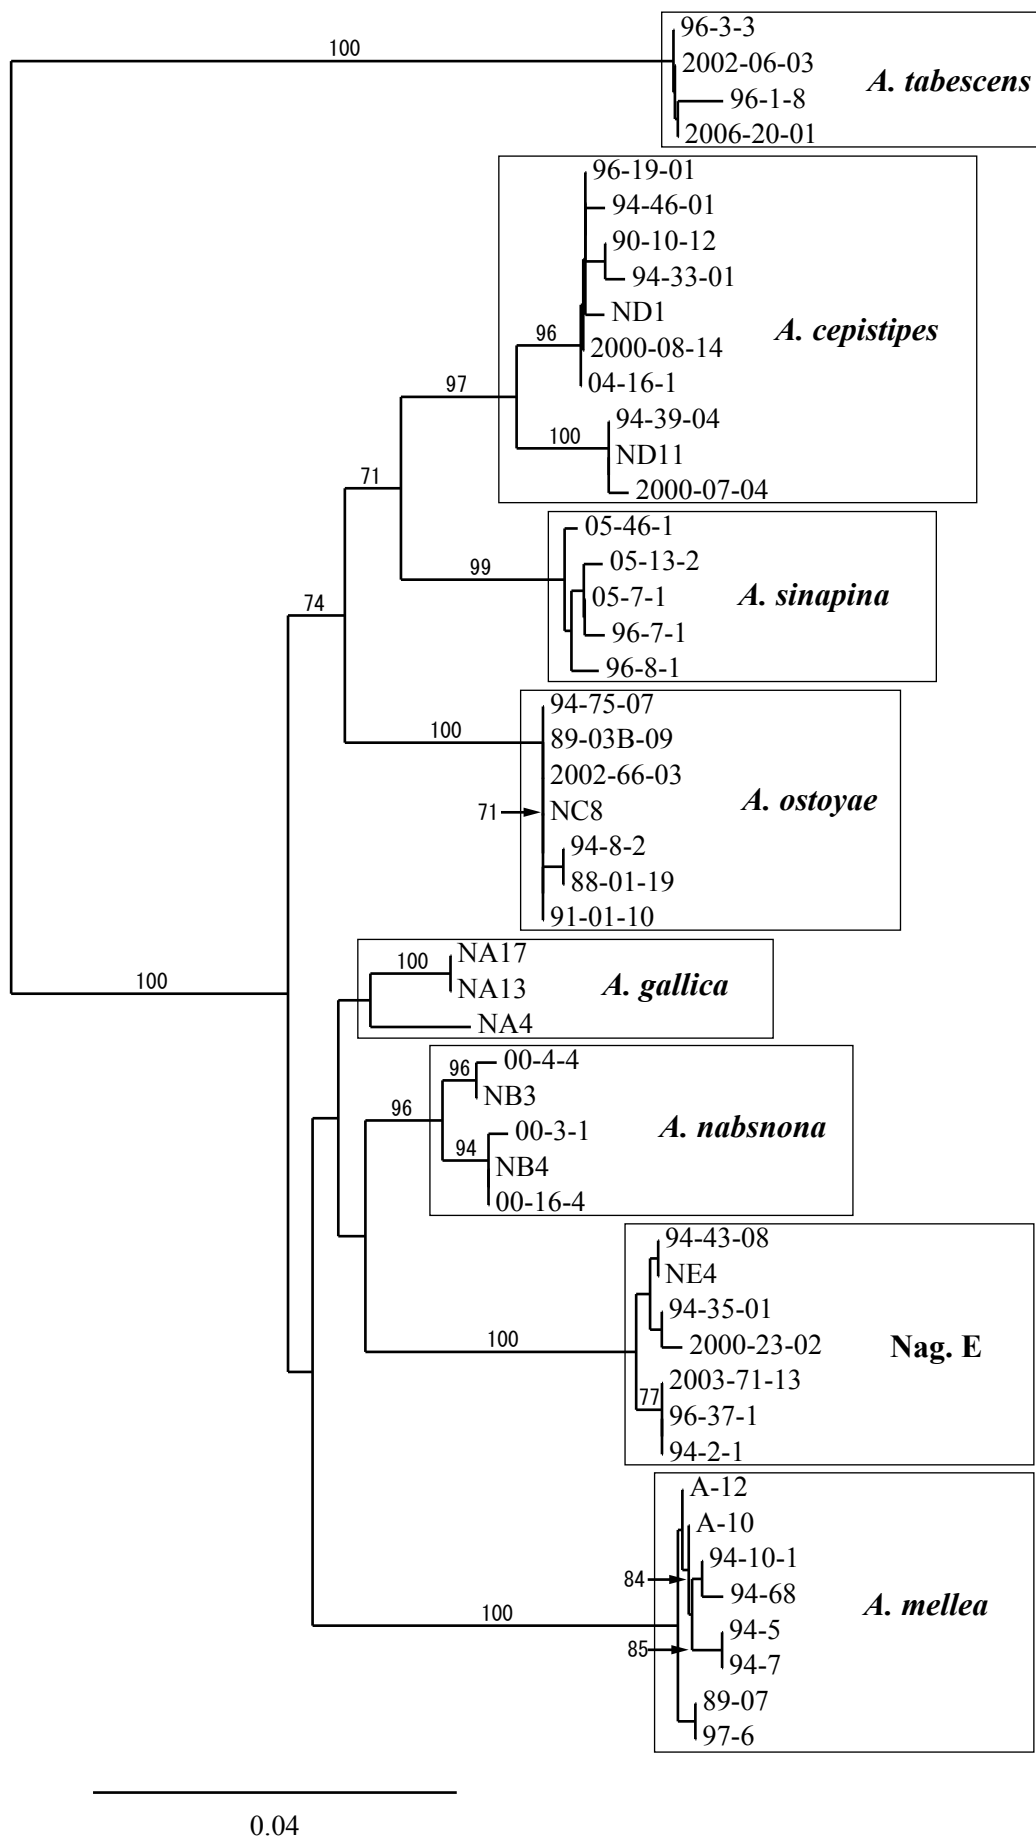 100
96-3-3
2002-06-03
96-1-8
2006-20-01
A. tabescens
96-19-01
94-46-01
90-10-12
94-33-01
ND1
2000-08-14
04-16-1
94-39-04
ND11
2000-07-04
A. cepistipes
96
97
100
71
05-46-1
05-13-2
05-7-1
96-7-1
96-8-1
A. sinapina
99
74
94-75-07
89-03B-09
2002-66-03
NC8
94-8-2
88-01-19
91-01-10
A. ostoyae
100
71
100
NA17
NA13
NA4
A. gallica
100
00-4-4
NB3
00-3-1
NB4
00-16-4
A. nabsnona
96
96
94
94-43-08
NE4
94-35-01
2000-23-02
2003-71-13
96-37-1
94-2-1
Nag. E
100
77
A-12
A-10
94-10-1
94-68
94-5
94-7
89-07
97-6
A. mellea
84
100
85
0.04